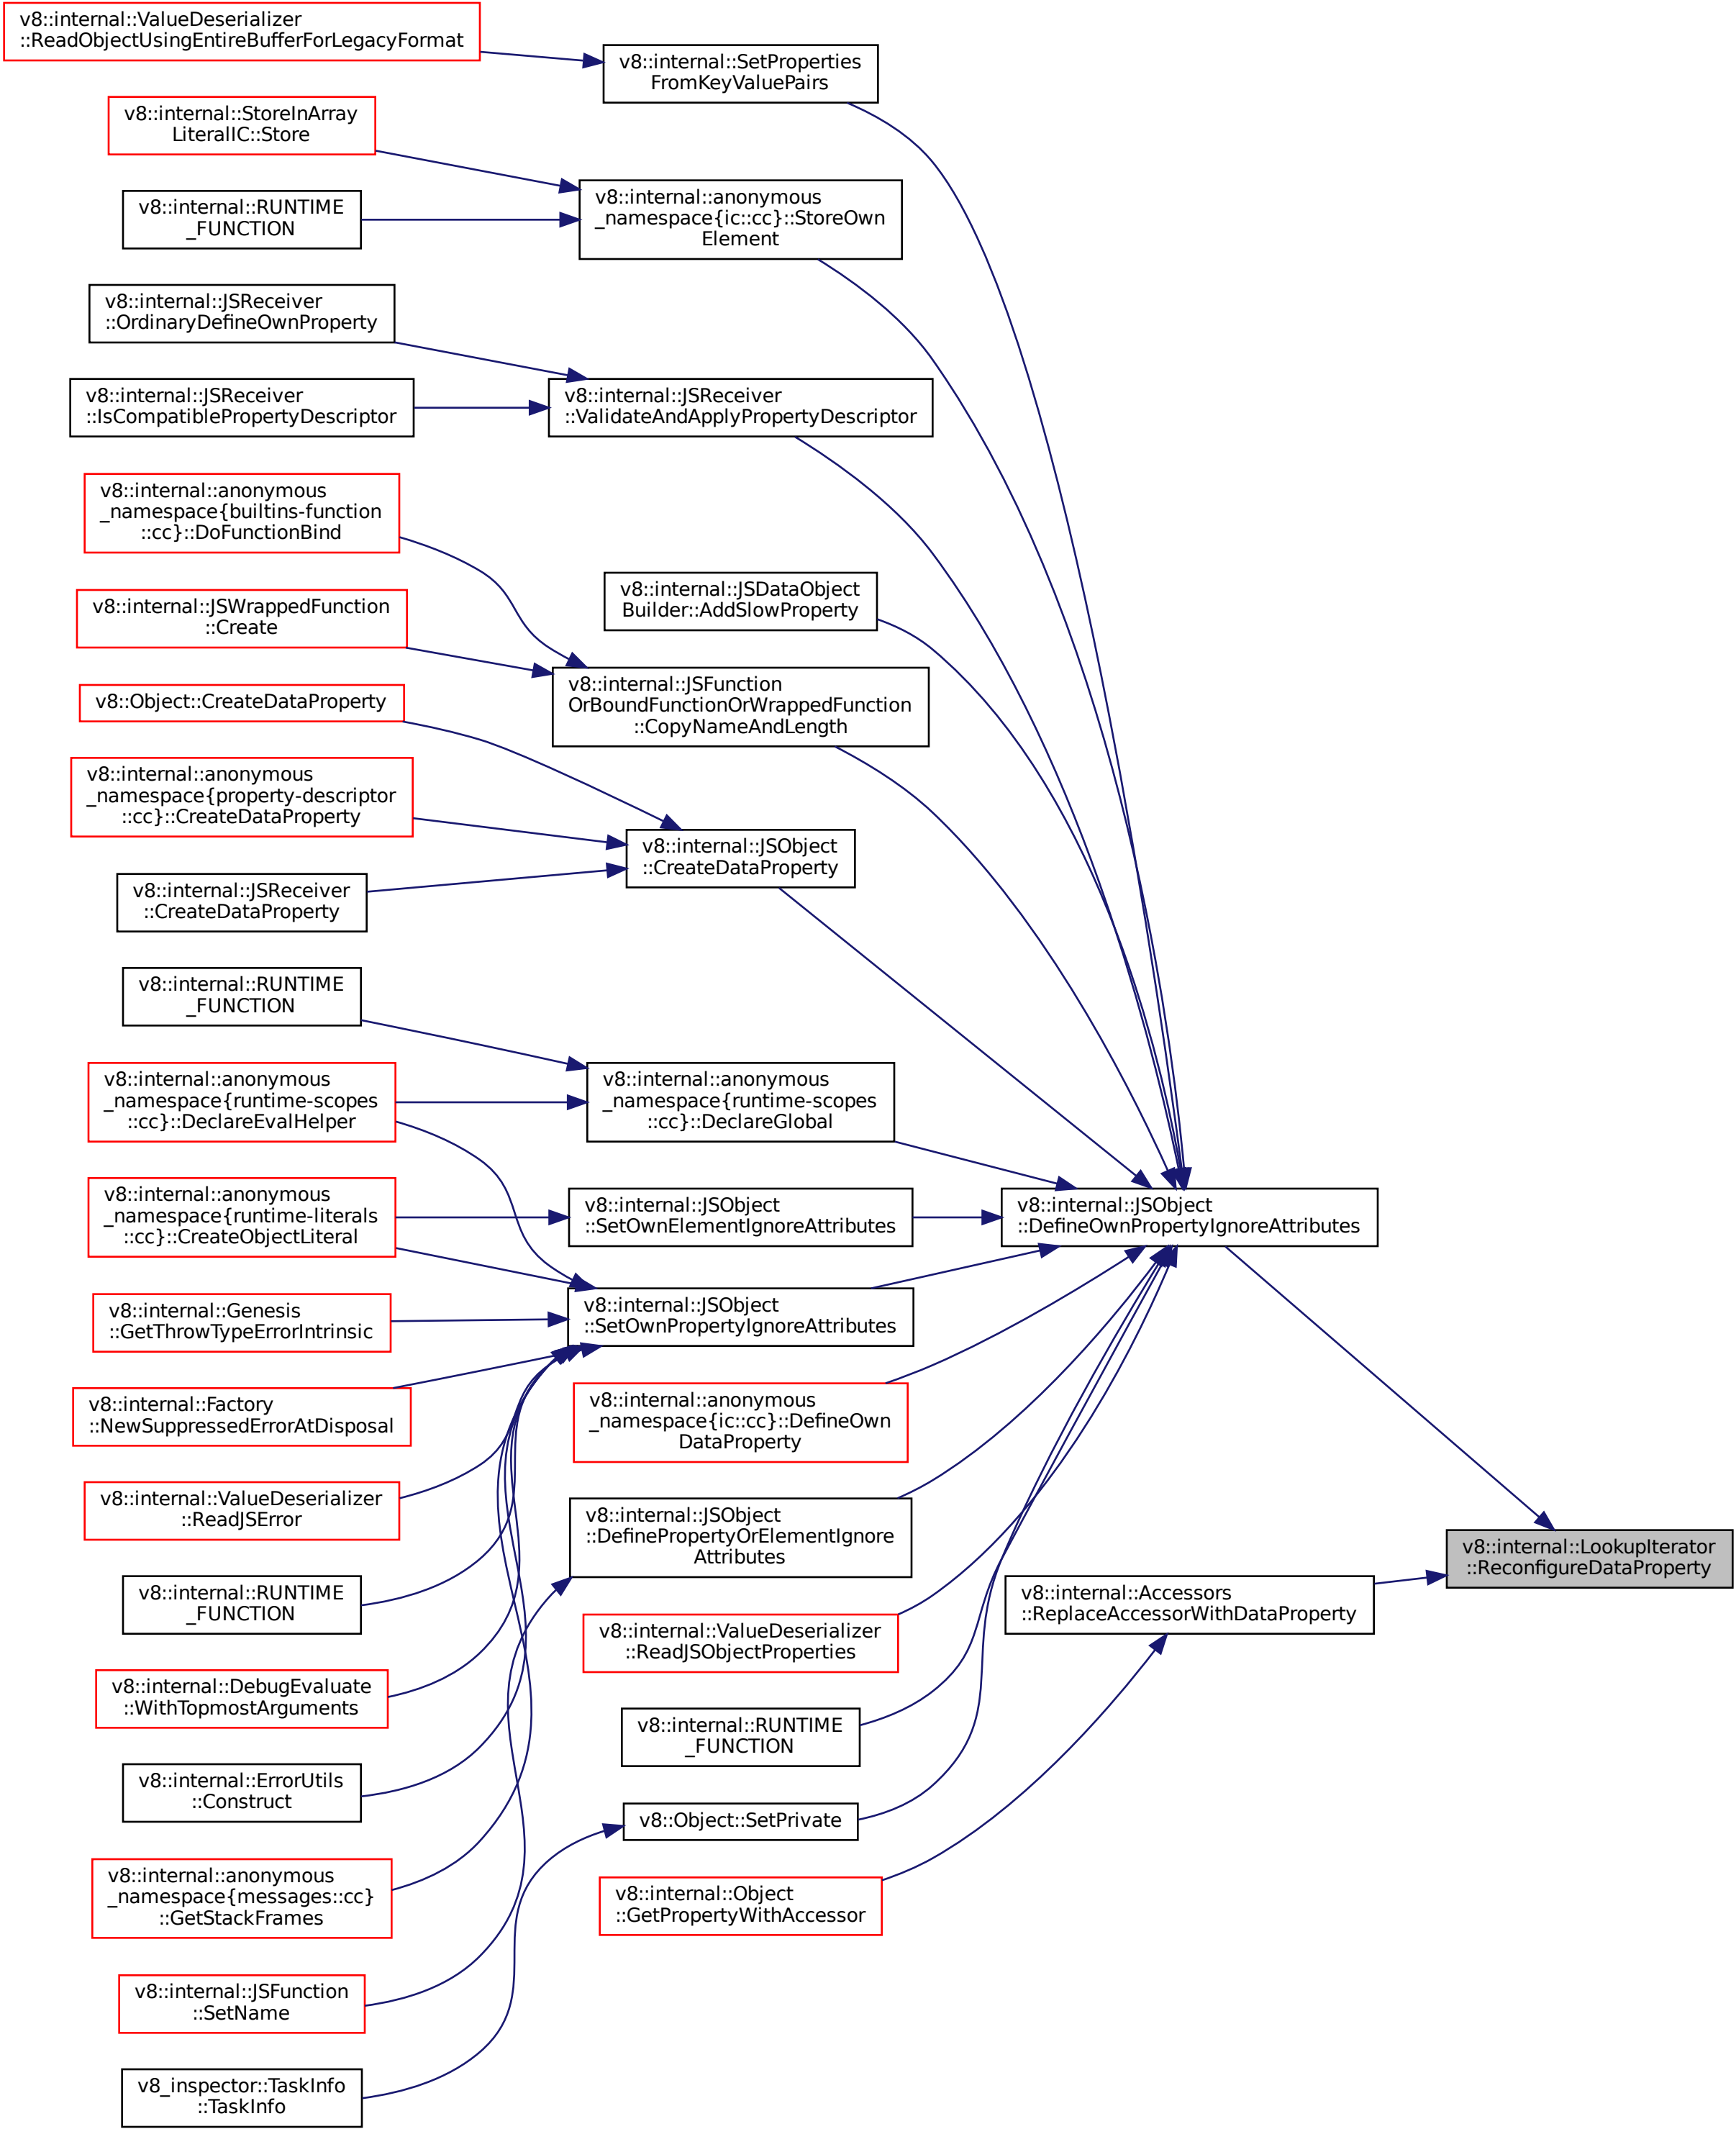 v8::internal::ValueDeserializer
::ReadObjectUsingEntireBufferForLegacyFormat
v8::internal::SetProperties
FromKeyValuePairs
v8::internal::StoreInArray
LiteralIC::Store
v8::internal::RUNTIME
_FUNCTION
v8::internal::anonymous
_namespace{ic::cc}::StoreOwn
Element
v8::internal::JSReceiver
::OrdinaryDefineOwnProperty
v8::internal::JSReceiver
::IsCompatiblePropertyDescriptor
v8::internal::JSReceiver
::ValidateAndApplyPropertyDescriptor
v8::internal::anonymous
_namespace{builtins-function
::cc}::DoFunctionBind
v8::internal::JSDataObject
Builder::AddSlowProperty
v8::internal::JSWrappedFunction
::Create
v8::internal::JSFunction
OrBoundFunctionOrWrappedFunction
::CopyNameAndLength
v8::Object::CreateDataProperty
v8::internal::anonymous
_namespace{property-descriptor
::cc}::CreateDataProperty
v8::internal::JSObject
::CreateDataProperty
v8::internal::JSReceiver
::CreateDataProperty
v8::internal::RUNTIME
_FUNCTION
v8::internal::anonymous
_namespace{runtime-scopes
::cc}::DeclareEvalHelper
v8::internal::anonymous
_namespace{runtime-scopes
::cc}::DeclareGlobal
v8::internal::anonymous
_namespace{runtime-literals
::cc}::CreateObjectLiteral
v8::internal::JSObject
::SetOwnElementIgnoreAttributes
v8::internal::JSObject
::DefineOwnPropertyIgnoreAttributes
v8::internal::Genesis
::GetThrowTypeErrorIntrinsic
v8::internal::JSObject
::SetOwnPropertyIgnoreAttributes
v8::internal::Factory
::NewSuppressedErrorAtDisposal
v8::internal::anonymous
_namespace{ic::cc}::DefineOwn
DataProperty
v8::internal::ValueDeserializer
::ReadJSError
v8::internal::JSObject
::DefinePropertyOrElementIgnore
Attributes
v8::internal::LookupIterator
::ReconfigureDataProperty
v8::internal::RUNTIME
_FUNCTION
v8::internal::Accessors
::ReplaceAccessorWithDataProperty
v8::internal::ValueDeserializer
::ReadJSObjectProperties
v8::internal::DebugEvaluate
::WithTopmostArguments
v8::internal::RUNTIME
_FUNCTION
v8::internal::ErrorUtils
::Construct
v8::Object::SetPrivate
v8::internal::anonymous
_namespace{messages::cc}
::GetStackFrames
v8::internal::Object
::GetPropertyWithAccessor
v8::internal::JSFunction
::SetName
v8_inspector::TaskInfo
::TaskInfo